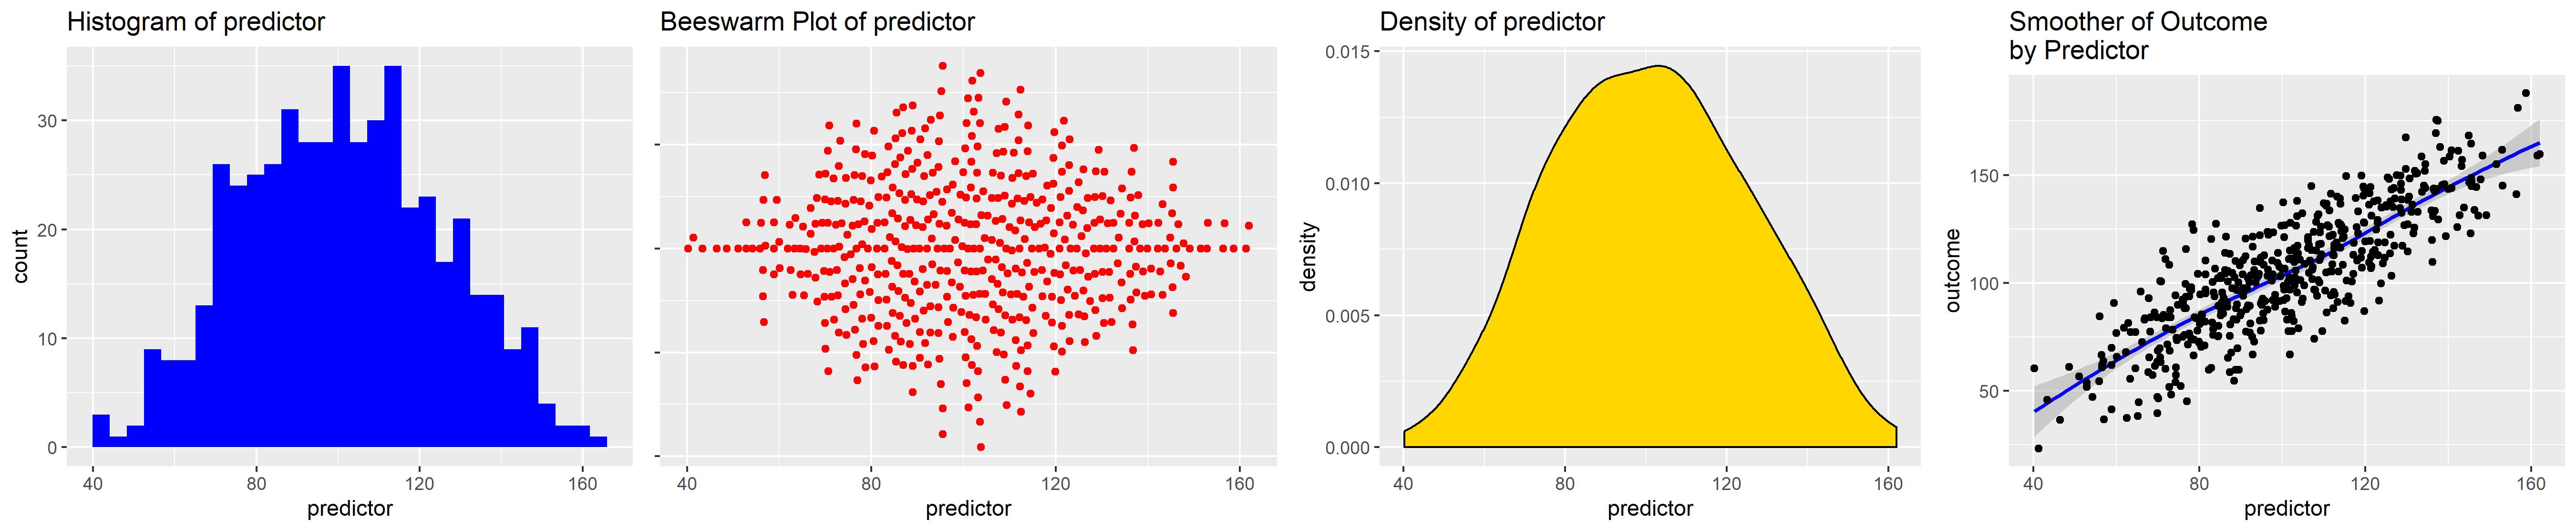 Histogram of predictor
count
30
20
10
0
40
80
120
160
predictor
Beeswarm Plot of predictor
40
80
120
160
predictor
Density of predictor
density
0.015
0.010
0.005
0.000
40
80
120
160
predictor
Smoother of Outcome
by Predictor
outcome
150
100
50
40
80
120
160
predictor